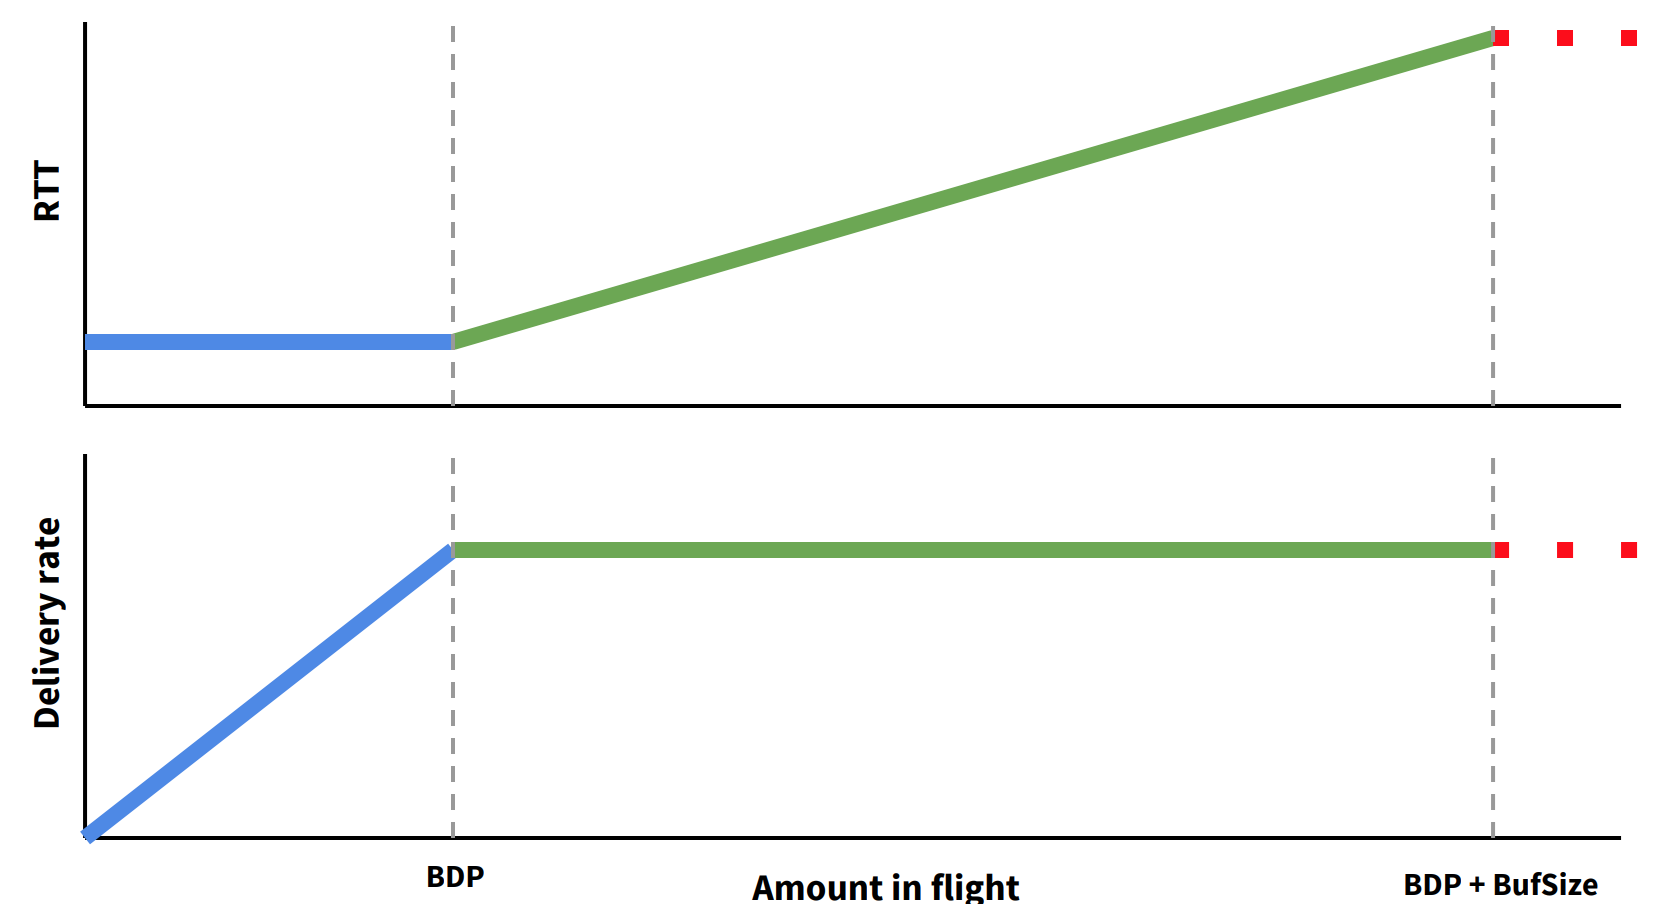 RTT
Delivery rate
BDP
Amount in flight
BDP + BufSize